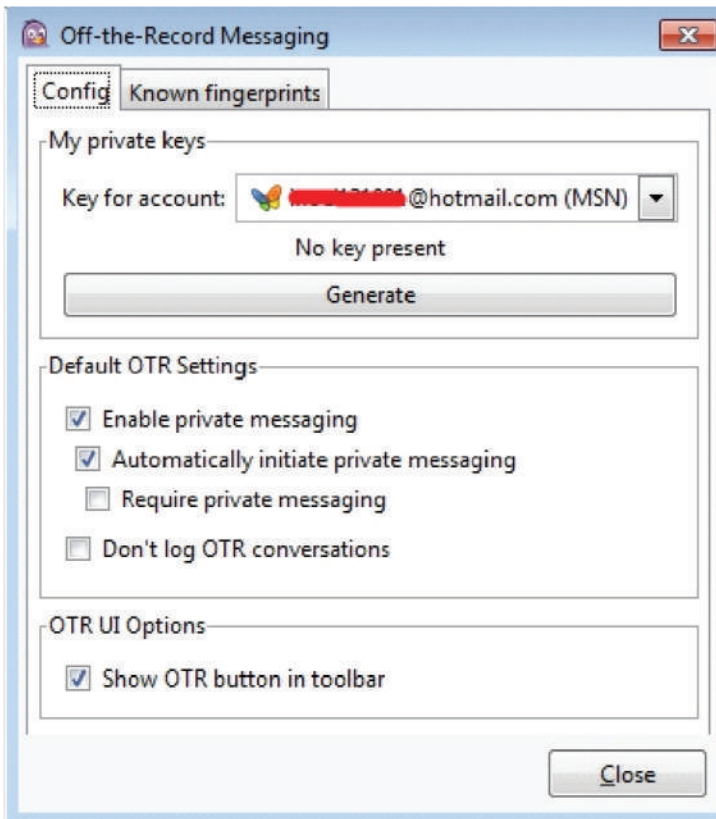 Off-the-Record Messaging
Config Known fingerprints
My private keys
Key for account: @hotmail.com (MSN)
No key present
Generate
Default OTR Settings
Enable private messaging
Automatically initiate private messaging
Require private messaging
Don't log OTR conversations
OTR UI Options
Show OTR button in toolbar
Close